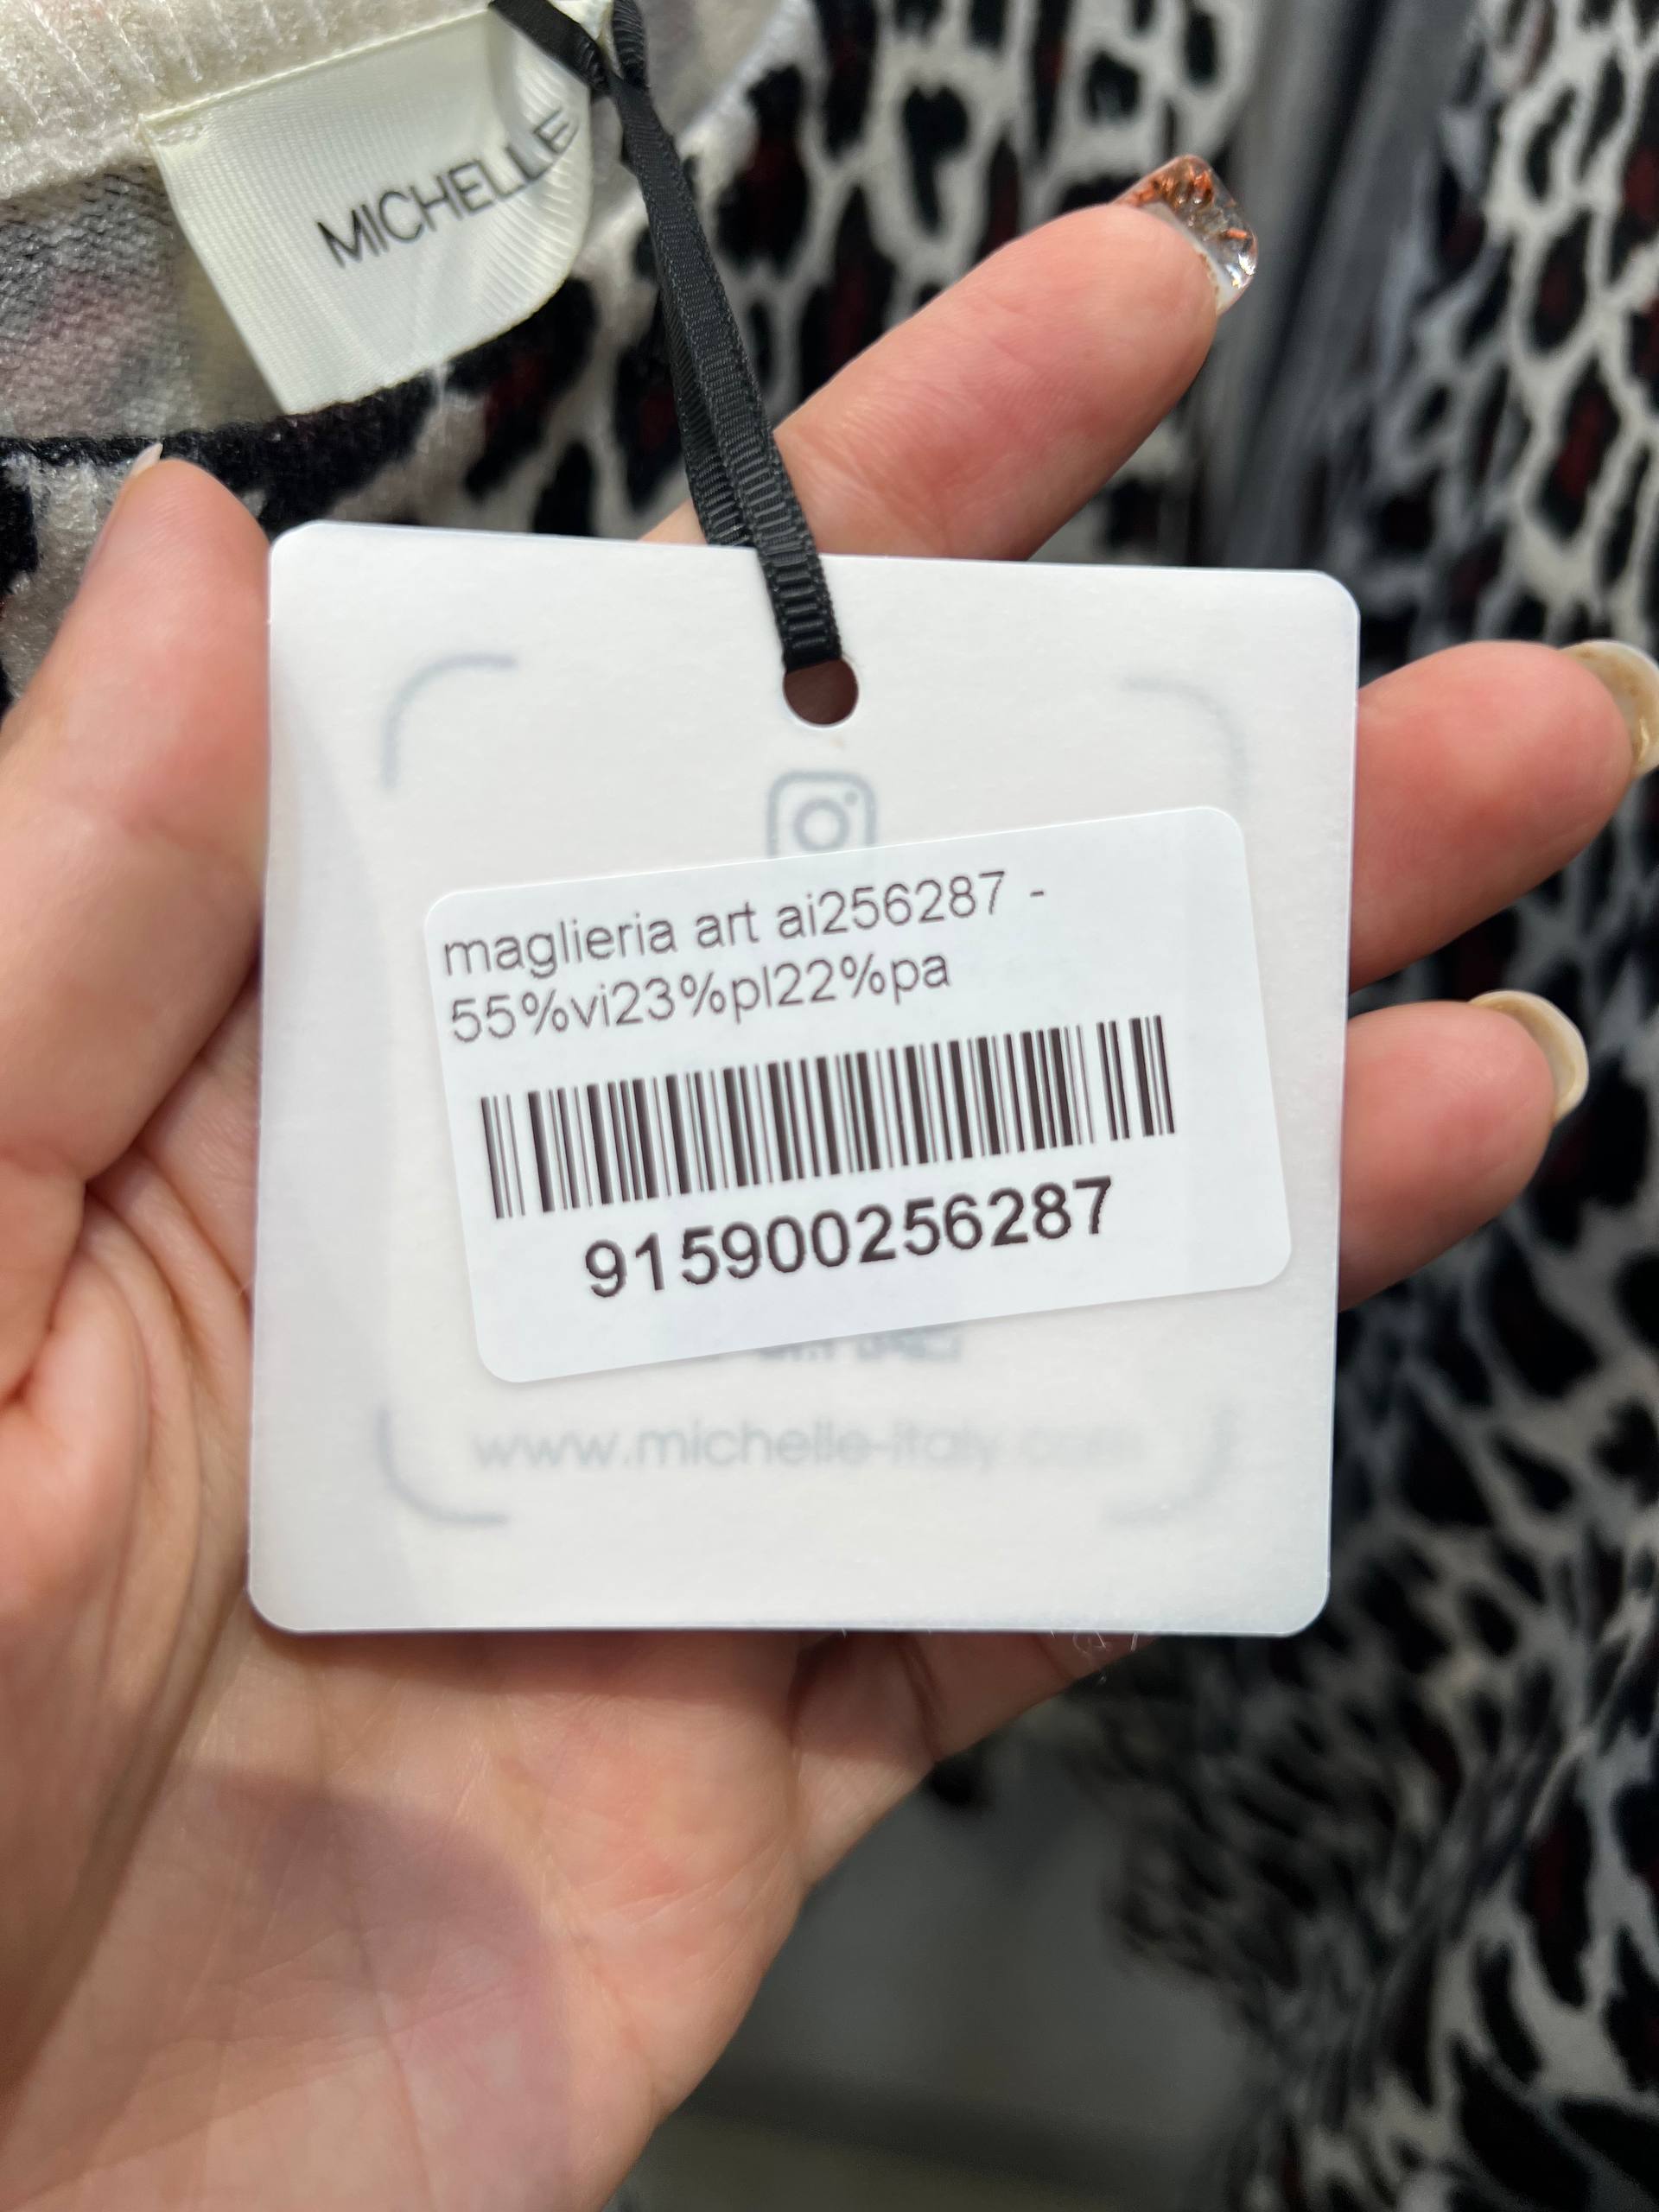 MICHELLE
maglieria art ai256287 -
55%vi23%pl22%pa
915900256287
www.michelle-italy.com